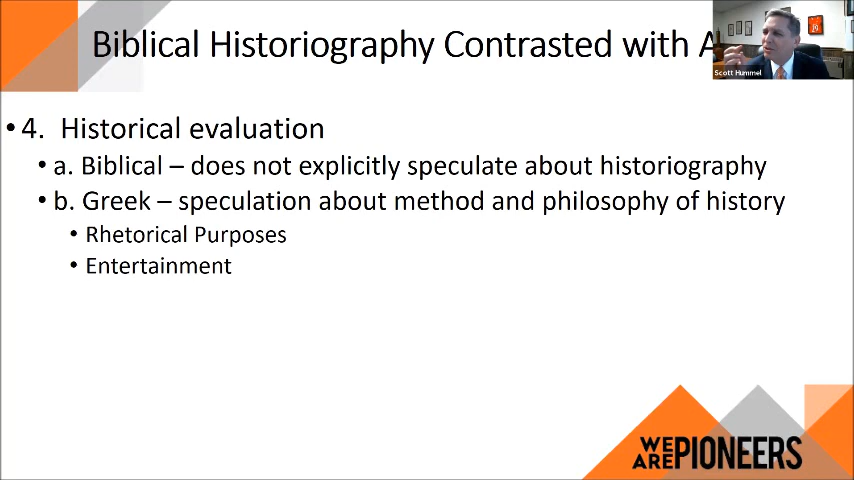 Biblical Historiography Contrasted with A
Scott Hummel
• 4. Historical evaluation
• a. Biblical – does not explicitly speculate about historiography
• b. Greek – speculation about method and philosophy of history
• Rhetorical Purposes
• Entertainment
WE ARE PIONEERS